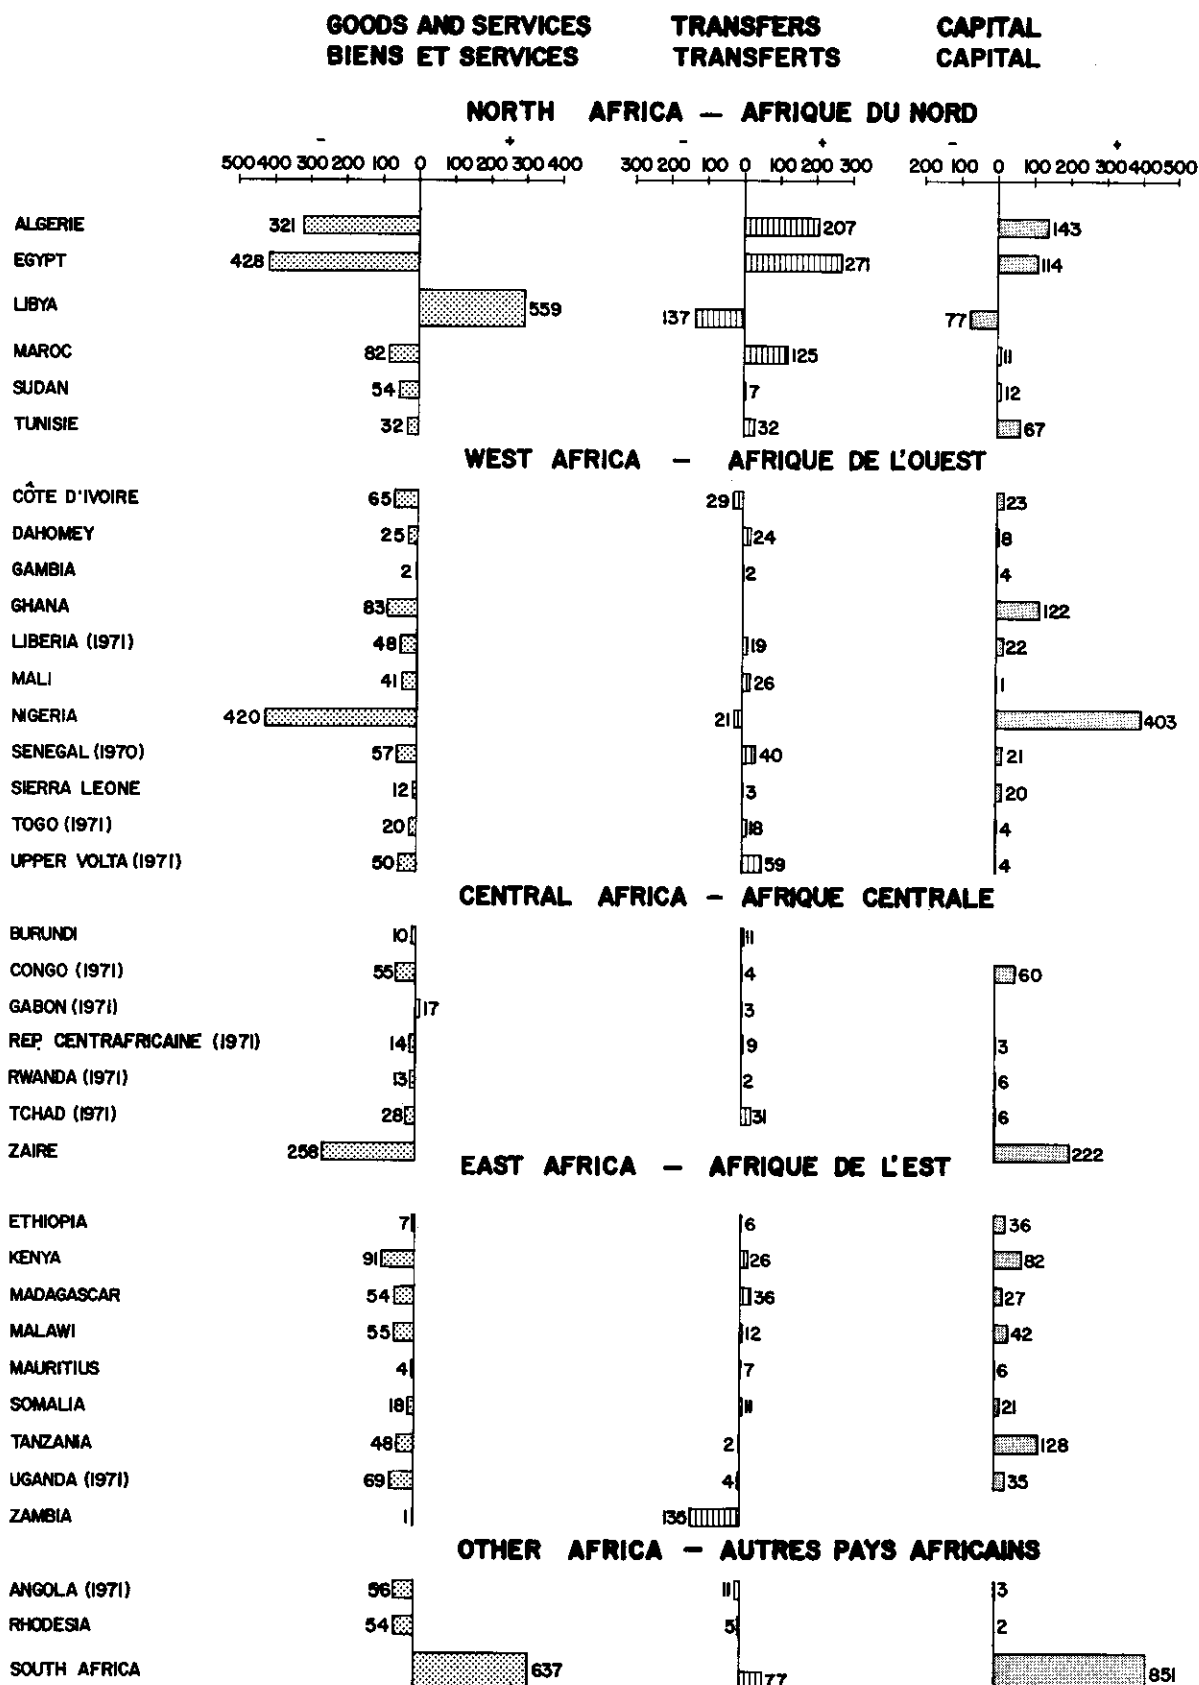 GOODS AND SERVICES TRANSFERS CAPITAL
BIENS ET SERVICES TRANSFERTS CAPITAL
NORTH AFRICA — AFRIQUE DU NORD
- + - + - +
500 400 300 200 100 0 100 200 300 400 300 200 100 0 100 200 300 200 100 0 100 200 300 400 500
ALGERIE 321 207 143
EGYPT 428 271 114
LIBYA 559 137 77
MAROC 82 125 11
SUDAN 54 7 12
TUNISIE 32 32 67
WEST AFRICA — AFRIQUE DE L'OUEST
CÔTE D'IVOIRE 65 29 23
DAHOMEY 25 24 8
GAMBIA 2 2 4
GHANA 83 122
LIBERIA (1971) 48 19 22
MALI 41 26 1
NIGERIA 420 21 403
SENEGAL (1970) 57 40 21
SIERRA LEONE 12 3 20
TOGO (1971) 20 18 4
UPPER VOLTA (1971) 50 59 4
CENTRAL AFRICA — AFRIQUE CENTRALE
BURUNDI 10 11
CONGO (1971) 55 4 60
GABON (1971) 17 3
REP. CENTRAFRICAINE (1971) 14 9 3
RWANDA (1971) 13 2 6
TCHAD (1971) 28 31 6
ZAIRE 258 222
EAST AFRICA — AFRIQUE DE L'EST
ETHIOPIA 7 6 36
KENYA 91 26 82
MADAGASCAR 54 36 27
MALAWI 55 12 42
MAURITIUS 4 7 6
SOMALIA 18 11 21
TANZANIA 48 2 128
UGANDA (1971) 69 4 35
ZAMBIA 1 135
OTHER AFRICA — AUTRES PAYS AFRICAINS
ANGOLA (1971) 56 11 3
RHODESIA 54 5 2
SOUTH AFRICA 637 77 851